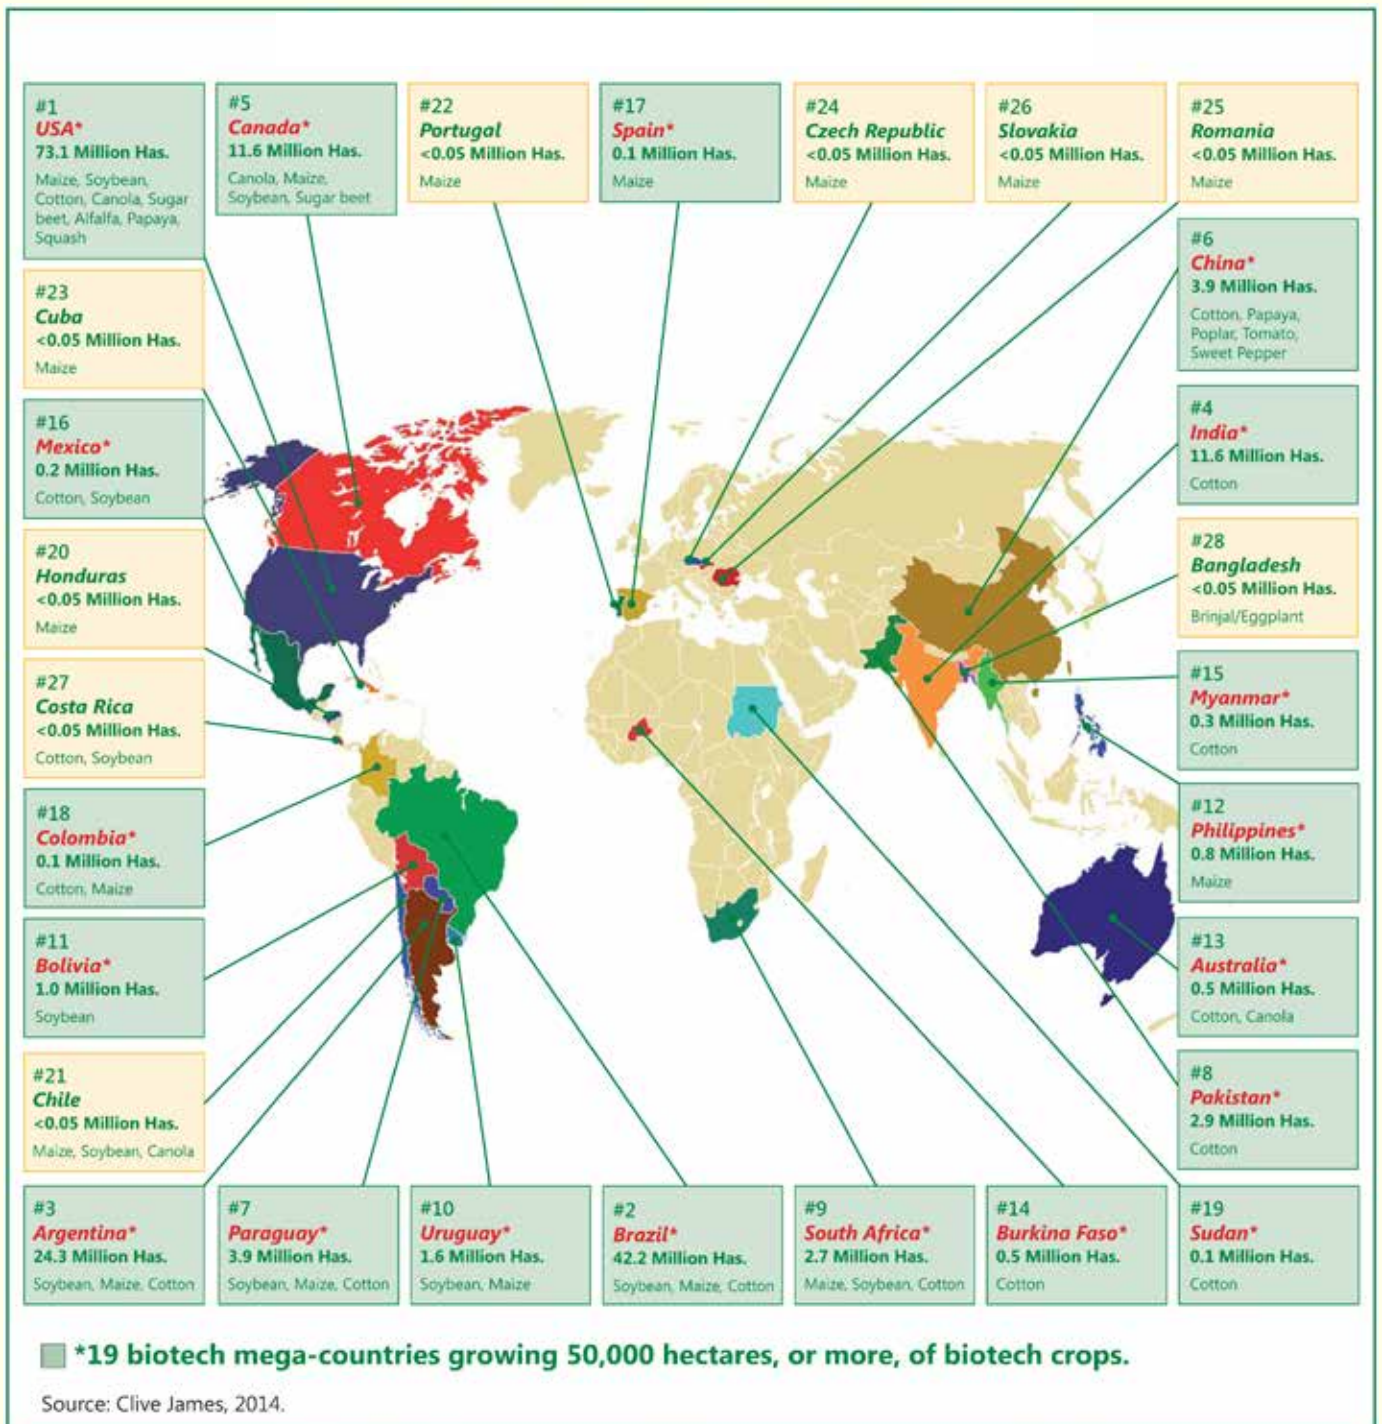 #1
USA*
73.1 Million Has.
Maize, Soybean,
Cotton, Canola, Sugar
beet, Alfalfa, Papaya,
Squash
#5
Canada*
11.6 Million Has.
Canola, Maize,
Soybean, Sugar beet
#22
Portugal
<0.05 Million Has.
Maize
#17
Spain*
0.1 Million Has.
Maize
#24
Czech Republic
<0.05 Million Has.
Maize
#26
Slovakia
<0.05 Million Has.
Maize
#25
Romania
<0.05 Million Has.
Maize
#23
Cuba
<0.05 Million Has.
Maize
#16
Mexico*
0.2 Million Has.
Cotton, Soybean
#20
Honduras
<0.05 Million Has.
Maize
#27
Costa Rica
<0.05 Million Has.
Cotton, Soybean
#18
Colombia*
0.1 Million Has.
Cotton, Maize
#11
Bolivia*
1.0 Million Has.
Soybean
#21
Chile
<0.05 Million Has.
Maize, Soybean, Canola
#6
China*
3.9 Million Has.
Cotton, Papaya,
Poplar, Tomato,
Sweet Pepper
#4
India*
11.6 Million Has.
Cotton
#28
Bangladesh
<0.05 Million Has.
Brinjal/Eggplant
#15
Myanmar*
0.3 Million Has.
Cotton
#12
Philippines*
0.8 Million Has.
Maize
#13
Australia*
0.5 Million Has.
Cotton, Canola
#8
Pakistan*
2.9 Million Has.
Cotton
#3
Argentina*
24.3 Million Has.
Soybean, Maize, Cotton
#7
Paraguay*
3.9 Million Has.
Soybean, Maize, Cotton
#10
Uruguay*
1.6 Million Has.
Soybean, Maize
#2
Brazil*
42.2 Million Has.
Soybean, Maize, Cotton
#9
South Africa*
2.7 Million Has.
Maize, Soybean, Cotton
#14
Burkina Faso*
0.5 Million Has.
Cotton
#19
Sudan*
0.1 Million Has.
Cotton
*19 biotech mega-countries growing 50,000 hectares, or more, of biotech crops.
Source: Clive James, 2014.